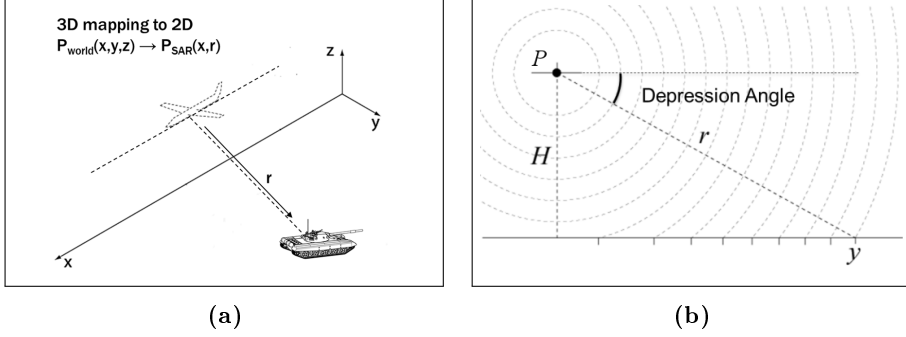 3D mapping to 2D
P_world(x,y,z) → P_SAR(x,r)
z
y
r
x
P
Depression Angle
r
H
y
(a)
(b)